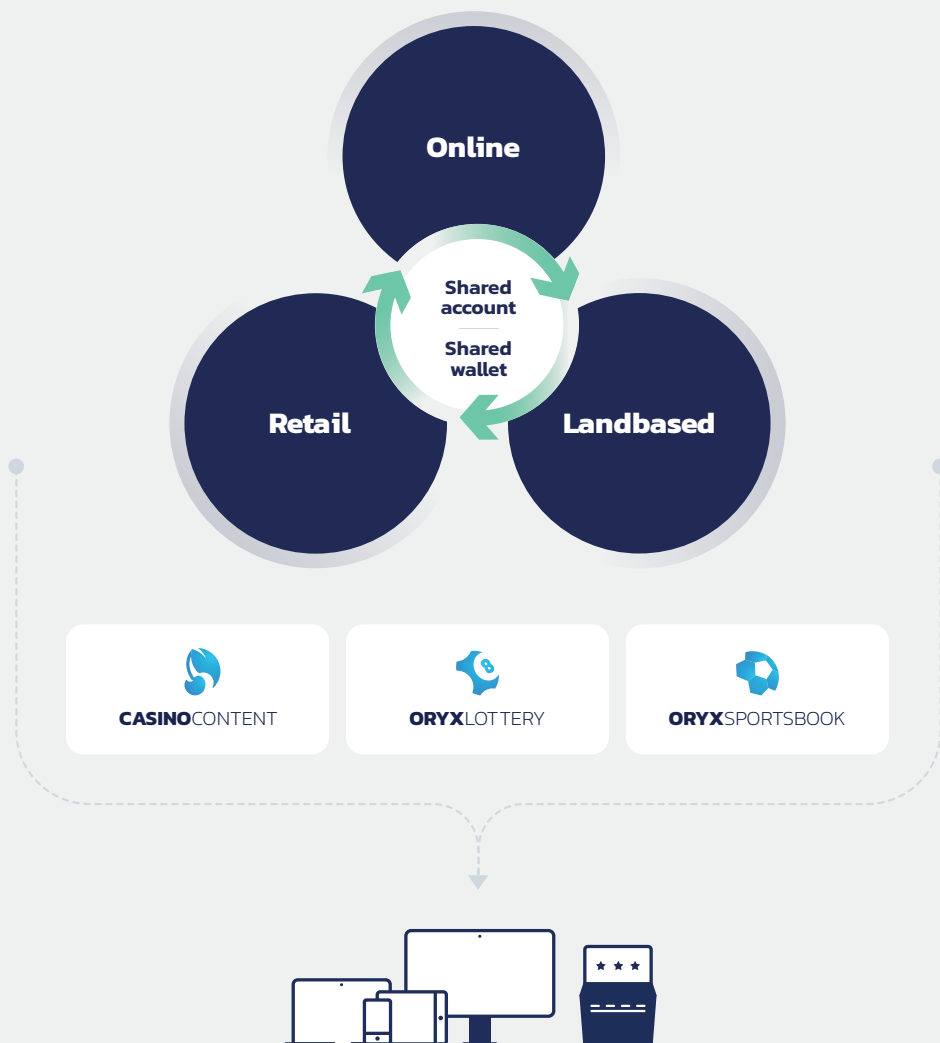 Online
Shared
account
Shared
wallet
Retail
Landbased
CASINOCONTENT
ORYXLOTTERY
ORYXSPORTSBOOK